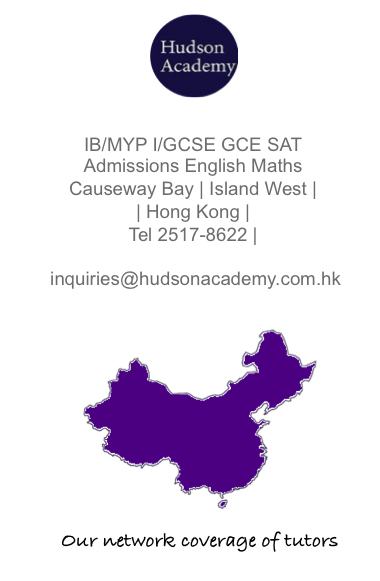 Hudson
Academy
IB/MYP I/GCSE GCE SAT
Admissions English Maths
Causeway Bay | Island West |
| Hong Kong |
Tel 2517-8622 |
inquiries@hudsonacademy.com.hk
Our network coverage of tutors